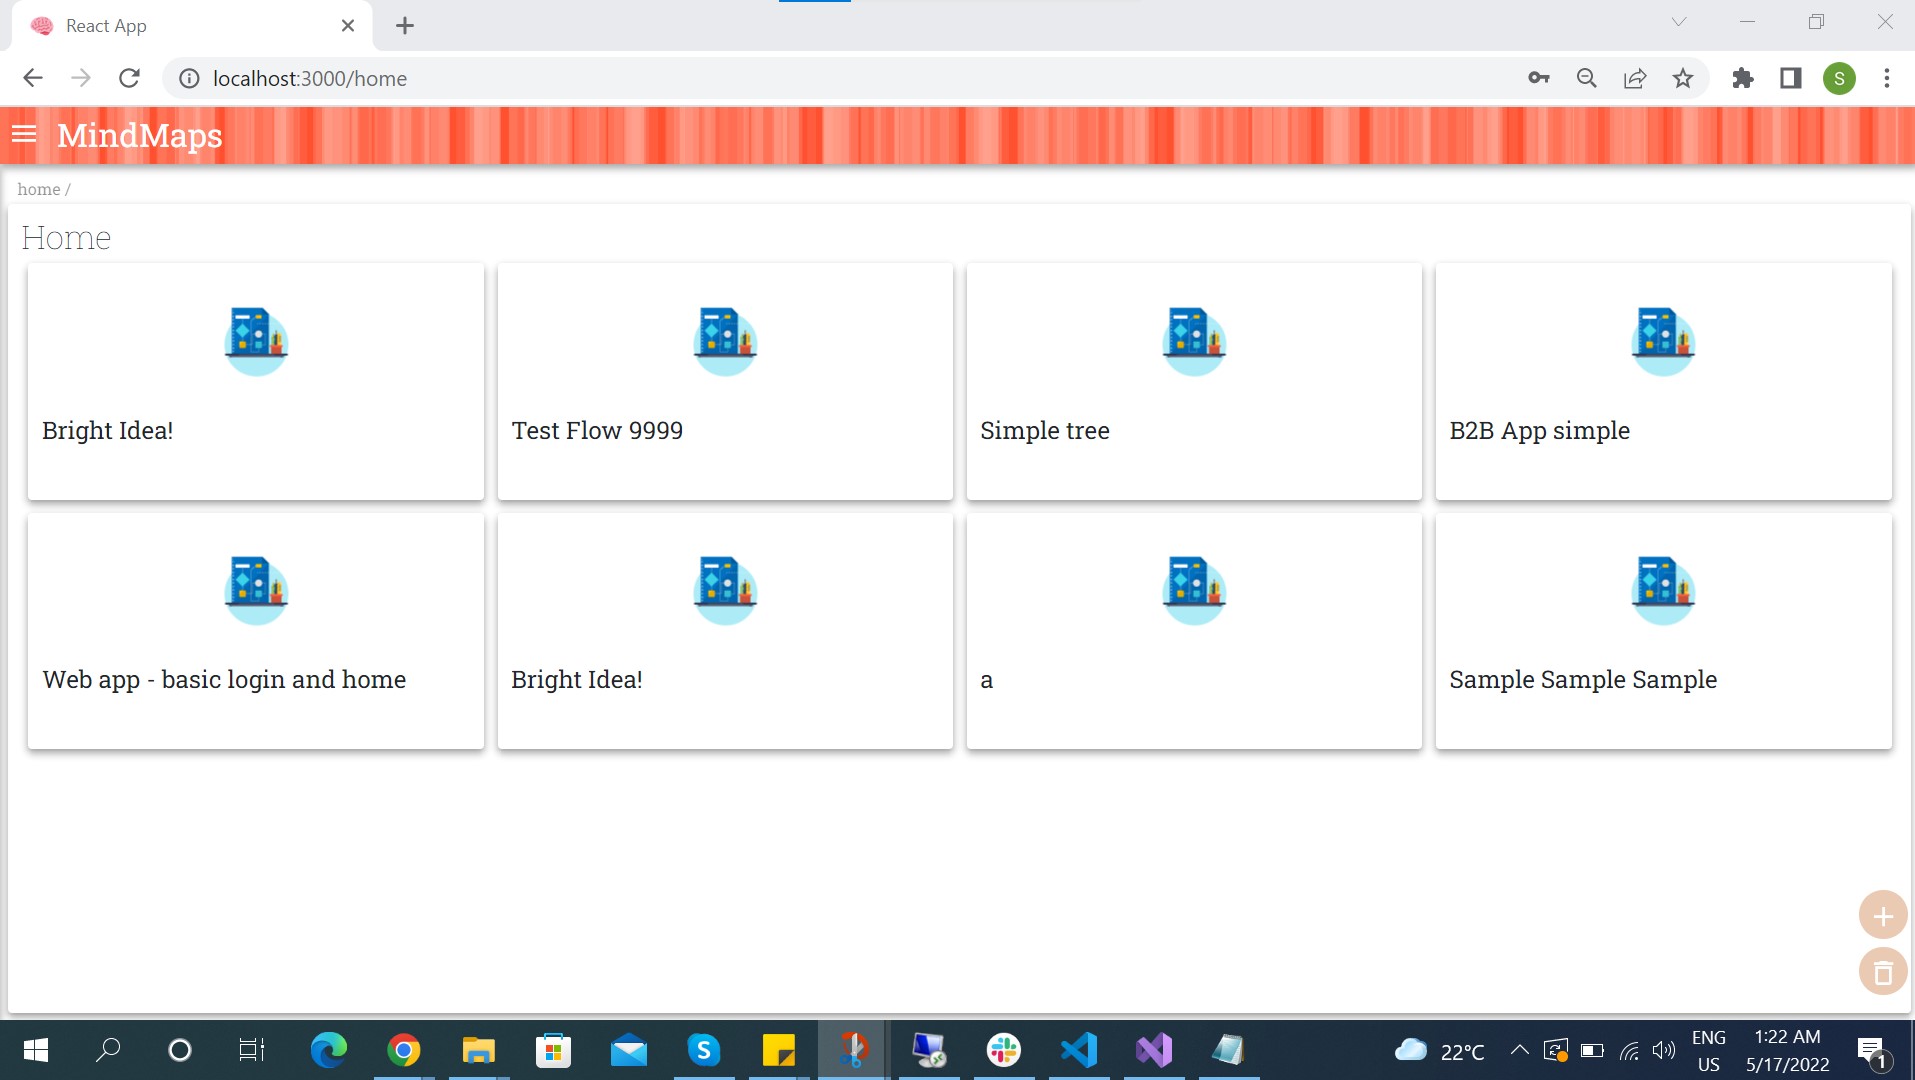 React App
localhost:3000/home
S
MindMaps
home /
Home
Bright Idea!
Test Flow 9999
Simple tree
B2B App simple
Web app - basic login and home
Bright Idea!
a
Sample Sample Sample
22°C
ENG
US
1:22 AM
5/17/2022
1